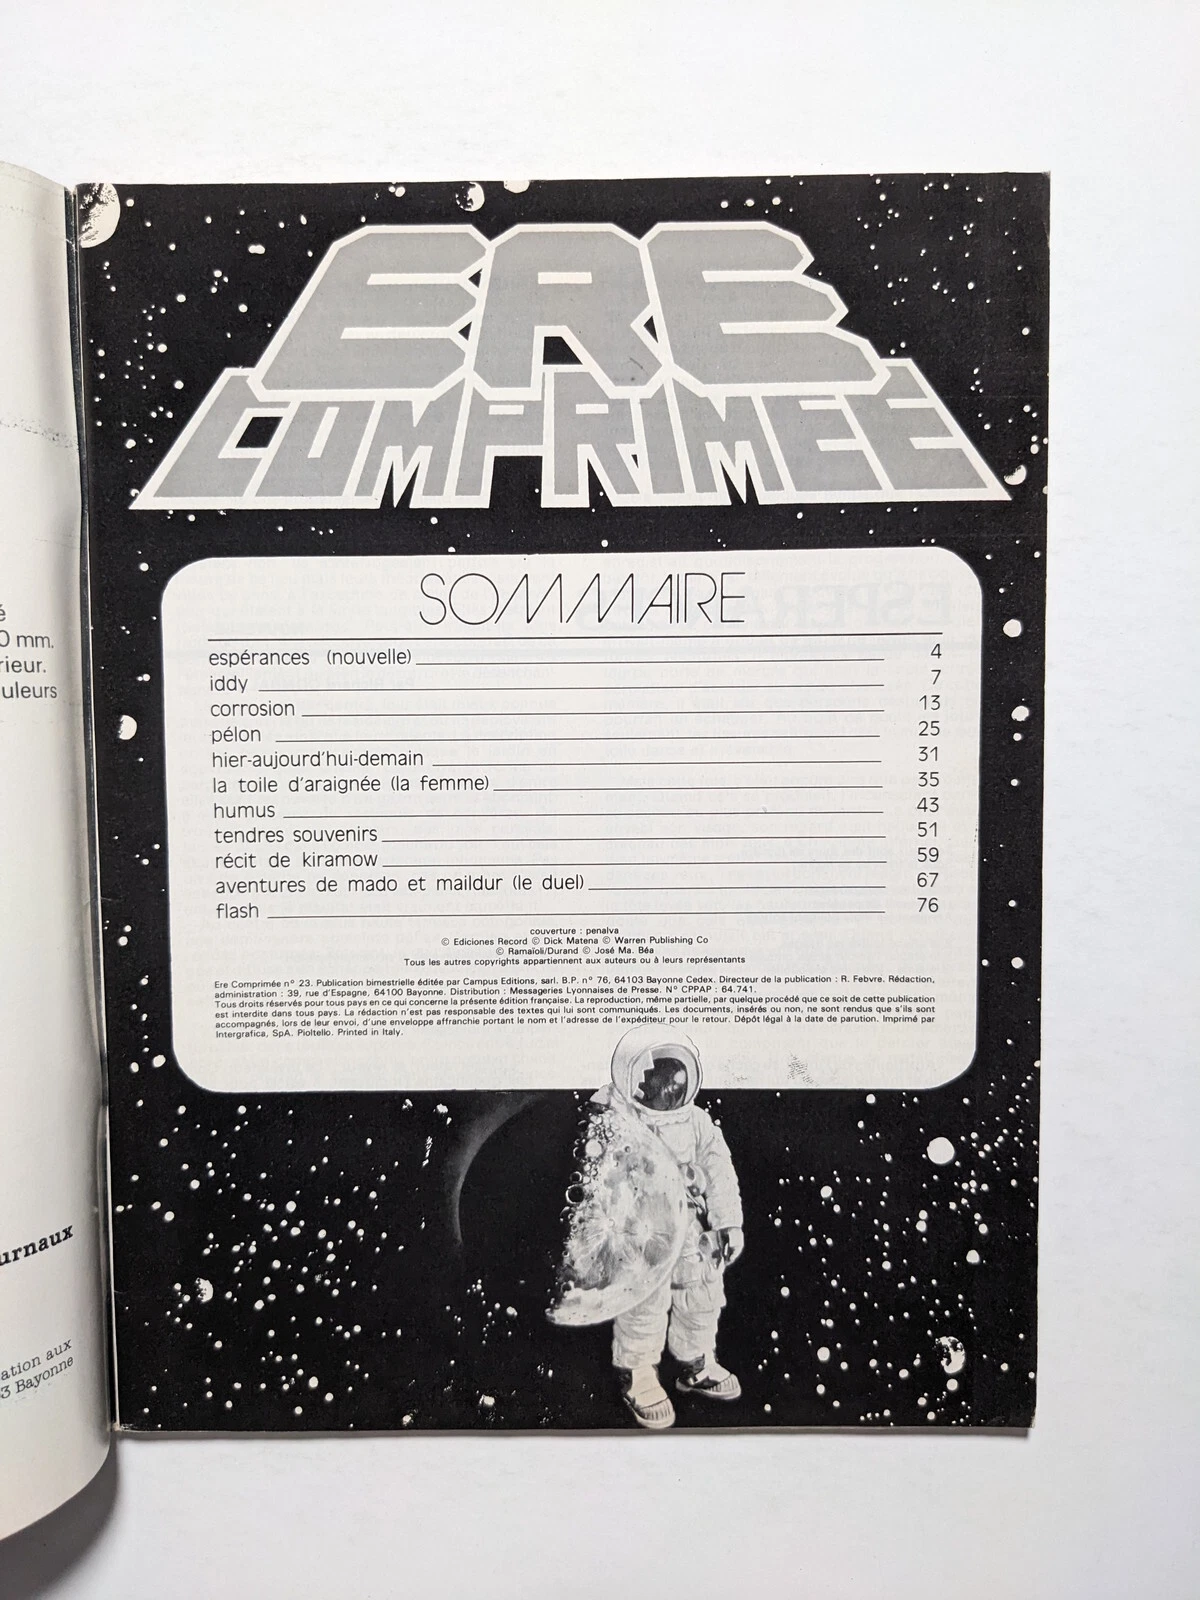 é
0 mm.
rieur.
uleurs
urnaux
ation aux
3 Bayonne
ERE
COMPRIMEE
SOMMAIRE
espérances (nouvelle) 4
iddy 7
corrosion 13
pélon 25
hier-aujourd'hui-demain 31
la toile d'araignée (la femme) 35
humus 43
tendres souvenirs 51
récit de kiramow 59
aventures de mado et maildur (le duel) 67
flash 76
couverture : penalva
© Ediciones Record © Dick Matena © Warren Publishing Co
© Ramaïoli/Durand © José Ma. Béa
Tous les autres copyrights appartiennent aux auteurs ou à leurs représentants
Ere Comprimée n° 23. Publication bimestrielle éditée par Campus Editions, sarl. B.P. n° 76, 64103 Bayonne Cedex. Directeur de la publication : R. Febvre. Rédaction,
administration : 39, rue d'Espagne, 64100 Bayonne. Distribution : Messageries Lyonnaises de Presse. N° CPPAP : 64.741.
Tous droits réservés pour tous pays en ce qui concerne la présente édition française. La reproduction, même partielle, par quelque procédé que ce soit de cette publication
est interdite dans tous pays. La rédaction n'est pas responsable des textes qui lui sont communiqués. Les documents, insérés ou non, ne sont rendus que s'ils sont
accompagnés, lors de leur envoi, d'une enveloppe affranchie portant le nom et l'adresse de l'expéditeur pour le retour. Dépôt légal à la date de parution. Imprimé par
Intergrafica, SpA. Pioltello. Printed in Italy.